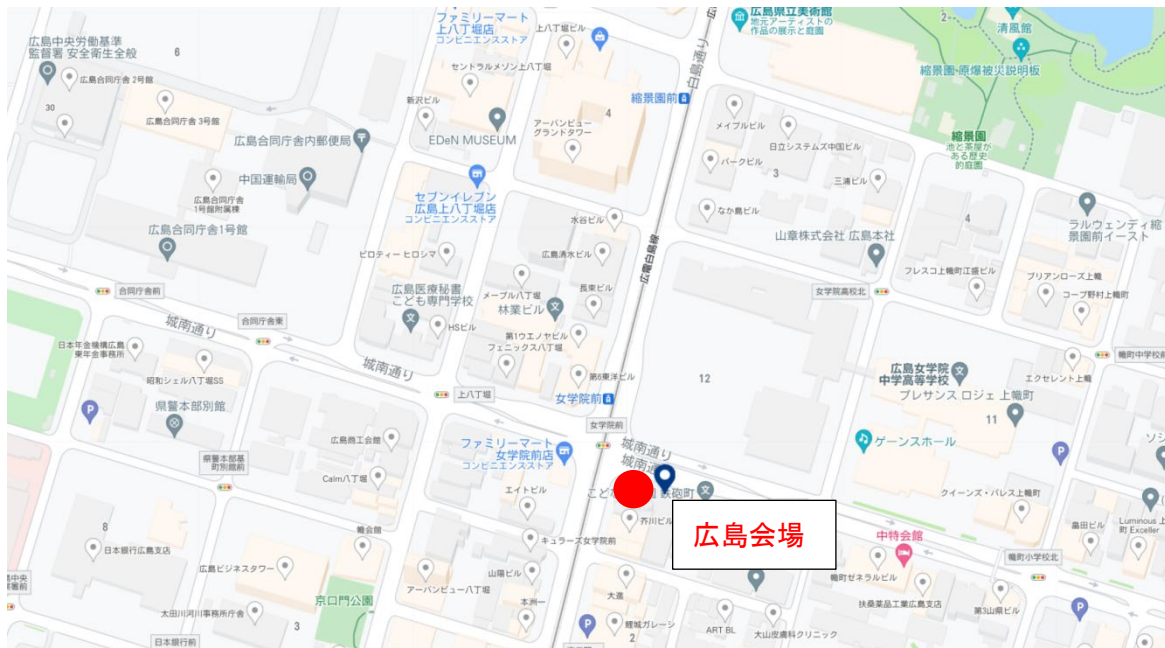 ファミリーマート
上八丁堀店
コンビニエンスストア
上八丁堀ビル
広島県立美術館
地元アーティストの
作品の展示と庭園
2
清風館
白島通り
広島中央労働基準
監督署 安全衛生全般
6
広島合同庁舎 2号館
セントラルメゾン上八丁堀
縮景園 原爆被災説明板
30
広島合同庁舎 3号館
新沢ビル
縮景園前
4
EDeN MUSEUM
アーバンビュー
グランドタワー
メイプルビル
縮景園
池と茶屋が
ある歴史
的庭園
広島合同庁舎内郵便局
日立システムズ中国ビル
パークビル
3
中国運輸局
三浦ビル
広島合同庁舎
1号館附属棟
セブンイレブン
広島上八丁堀店
コンビニエンスストア
なか島ビル
4
水谷ビル
ラルウェンディ縮
景園前イースト
広島合同庁舎1号館
山章株式会社 広島本社
ピロティー ヒロシマ
広島清水ビル
広電白島線
フレスコ上幟町江盛ビル
ブリアンローズ上幟
合同庁舎前
広島医療秘書
こども専門学校
メープル八丁堀
長東ビル
女学院高校北
コープ野村上幟町
林業ビル
城南通り
合同庁舎東
HSビル
第1ウエノヤビル
フェニックス八丁堀
日本年金機構広島
東年金事務所
幟町中学校
昭和シェル八丁堀SS
城南通り
第6東洋ビル
12
広島女学院
中学高等学校
エクセレント上幟
上八丁堀
女学院前
プレサンス ロジェ 上幟町
県警本部別館
P
11
女学院前
広島商工会館
ファミリーマート
女学院前店
コンビニエンスストア
城南通り
城南通
ゲーンスホール
P
県警本部基
町別館前
Calm八丁堀
エイトビル
鉄砲町
クイーンズ・パレス上幟町
8
幟会館
芥川ビル
広島会場
中特会館
畠田ビル
Luminous 上
町 Exceller
日本銀行広島支店
キュラーズ女学院前
幟町小学校北
広島ビジネスタワー
山陽ビル
幟町ゼネラルビル
京口門公園
アーバンビュー八丁堀
大進
扶桑薬品工業広島支店
第3山県ビル
P
太田川河川事務所庁舎
本洲一
P
鯉城ガレージ
2
ART BL
大山皮膚科クリニック
3
日本銀行前